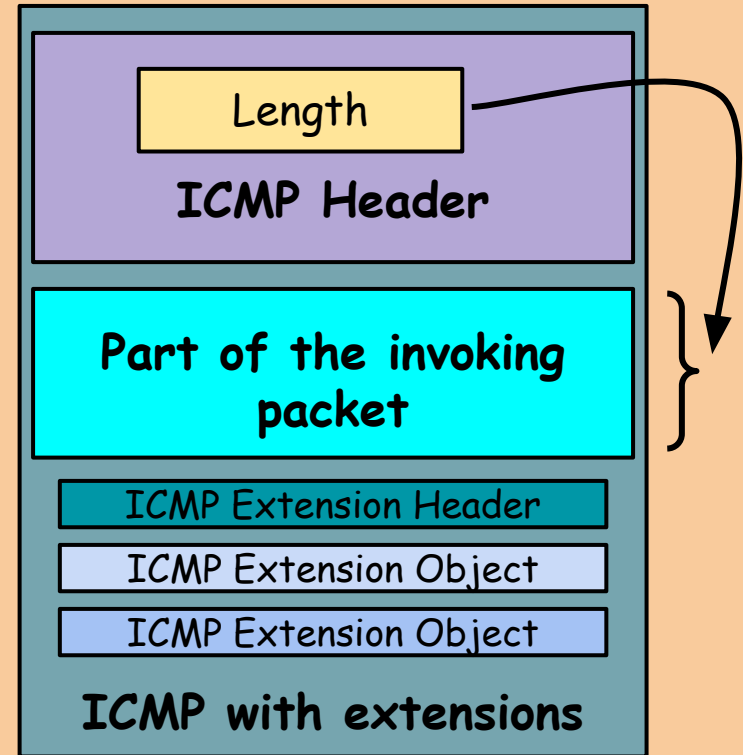 Length
ICMP Header
Part of the invoking
packet
ICMP Extension Header
ICMP Extension Object
ICMP Extension Object
ICMP with extensions